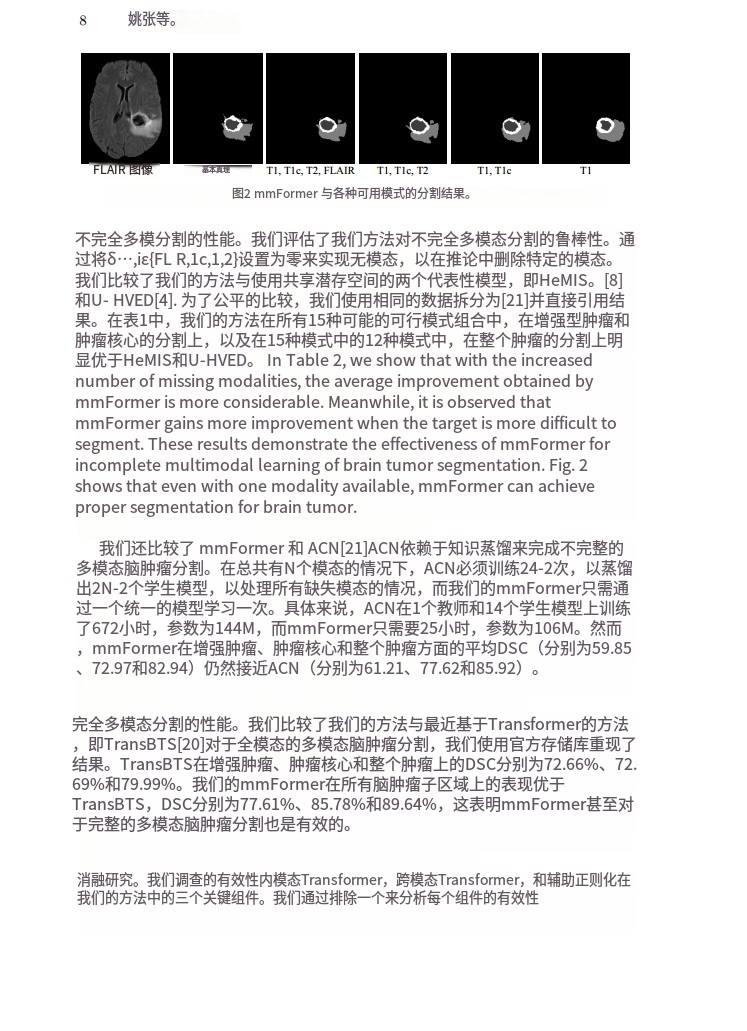 8 姚张等。
FLAIR 图像 基本真理 T1, T1c, T2, FLAIR T1, T1c, T2 T1, T1c T1
图2 mmFormer 与各种可用模式的分割结果。
不完全多模分割的性能。我们评估了我们方法对不完全多模态分割的鲁棒性。通
过将δ⋯,iε{FL R,1c,1,2}设置为零来实现无模态，以在推论中删除特定的模态。
我们比较了我们的方法与使用共享潜存空间的两个代表性模型，即HeMIS。[8]
和U- HVED[4]. 为了公平的比较，我们使用相同的数据拆分为[21]并直接引用结
果。在表1中，我们的方法在所有15种可能的可行模式组合中，在增强型肿瘤和
肿瘤核心的分割上，以及在15种模式中的12种模式中，在整个肿瘤的分割上明
显优于HeMIS和U-HVED。 In Table 2, we show that with the increased
number of missing modalities, the average improvement obtained by
mmFormer is more considerable. Meanwhile, it is observed that
mmFormer gains more improvement when the target is more difficult to
segment. These results demonstrate the effectiveness of mmFormer for
incomplete multimodal learning of brain tumor segmentation. Fig. 2
shows that even with one modality available, mmFormer can achieve
proper segmentation for brain tumor.
我们还比较了 mmFormer 和 ACN[21]ACN依赖于知识蒸馏来完成不完整的
多模态脑肿瘤分割。在总共有N个模态的情况下，ACN必须训练24-2次，以蒸馏
出2N-2个学生模型，以处理所有缺失模态的情况，而我们的mmFormer只需通
过一个统一的模型学习一次。具体来说，ACN在1个教师和14个学生模型上训练
了672小时，参数为144M，而mmFormer只需要25小时，参数为106M。然而
，mmFormer在增强肿瘤、肿瘤核心和整个肿瘤方面的平均DSC（分别为59.85
、72.97和82.94）仍然接近ACN（分别为61.21、77.62和85.92）。
完全多模态分割的性能。我们比较了我们的方法与最近基于Transformer的方法
，即TransBTS[20]对于全模态的多模态脑肿瘤分割，我们使用官方存储库重现了
结果。TransBTS在增强肿瘤、肿瘤核心和整个肿瘤上的DSC分别为72.66%、72.
69%和79.99%。我们的mmFormer在所有脑肿瘤子区域上的表现优于
TransBTS，DSC分别为77.61%、85.78%和89.64%，这表明mmFormer甚至对
于完整的多模态脑肿瘤分割也是有效的。
消融研究。我们调查的有效性内模态Transformer，跨模态Transformer，和辅助正则化在
我们的方法中的三个关键组件。我们通过排除一个来分析每个组件的有效性